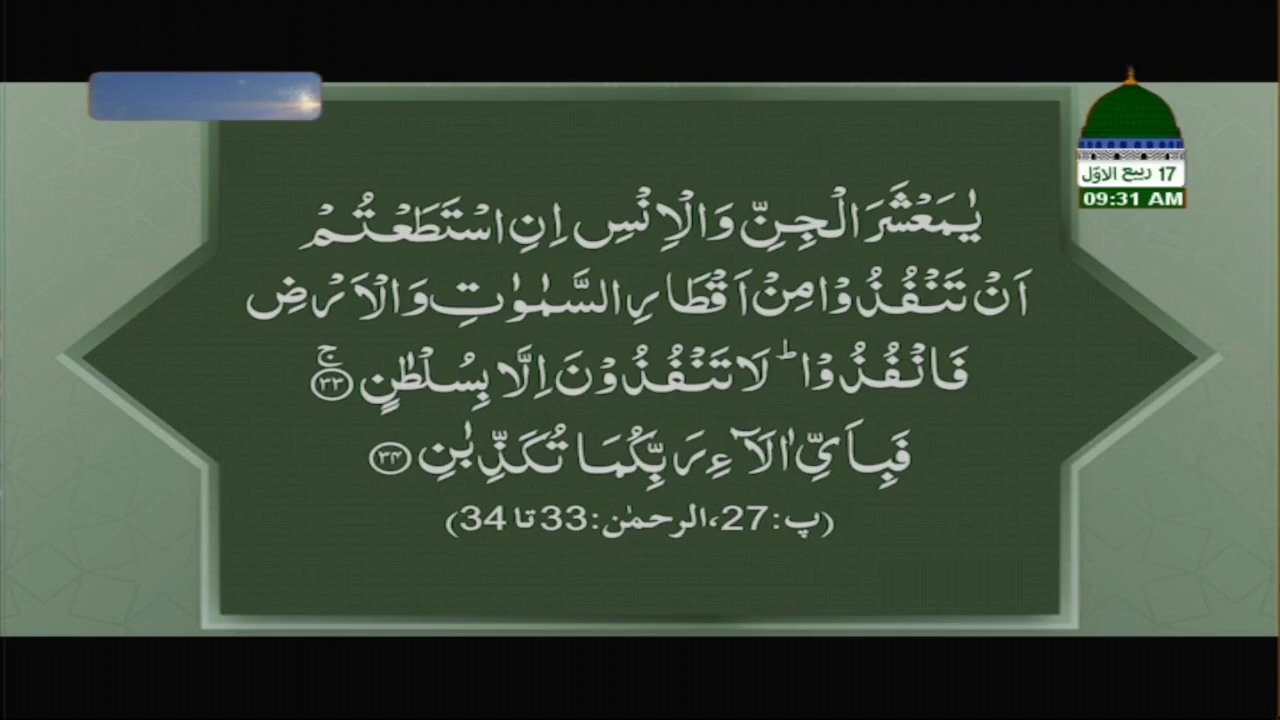 یٰمَعْشَرَ الْجِنِّ وَالْاِنْسِ اِنِ اسْتَطَعْتُمْ
اَنْ تَنْفُذُوْا مِنْ اَقْطَارِ السَّمٰوٰتِ وَالْاَرْضِ
فَانْفُذُوْا ؕ لَا تَنْفُذُوْنَ اِلَّا بِسُلْطٰنٍ ۚ ﴿۳۳﴾
فَبِاَیِّ اٰلَآءِ رَبِّكُمَا تُكَذِّبٰنِ ﴿۳۴﴾
(پ:27، الرحمٰن:33 تا 34)
17 ربیع الاوّل
09:31 AM